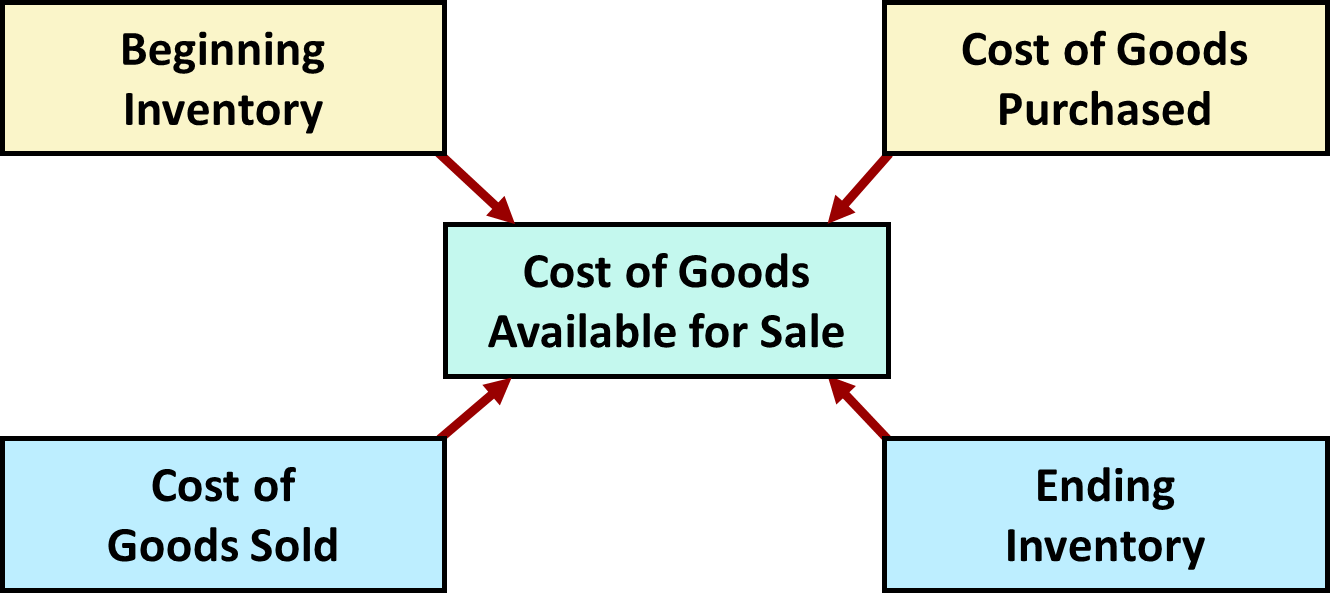 Beginning
Inventory
Cost of Goods
Purchased
Cost of Goods
Available for Sale
Cost of
Goods Sold
Ending
Inventory